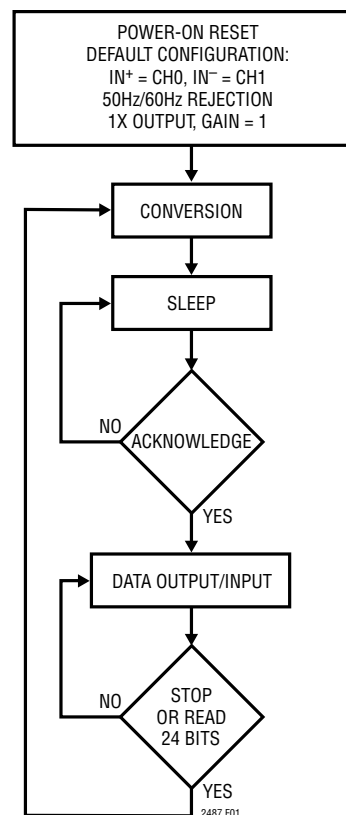 POWER-ON RESET
DEFAULT CONFIGURATION:
IN+ = CH0, IN– = CH1
50Hz/60Hz REJECTION
1X OUTPUT, GAIN = 1
CONVERSION
SLEEP
NO
ACKNOWLEDGE
YES
DATA OUTPUT/INPUT
NO
STOP
OR READ
24 BITS
YES
2487 F01